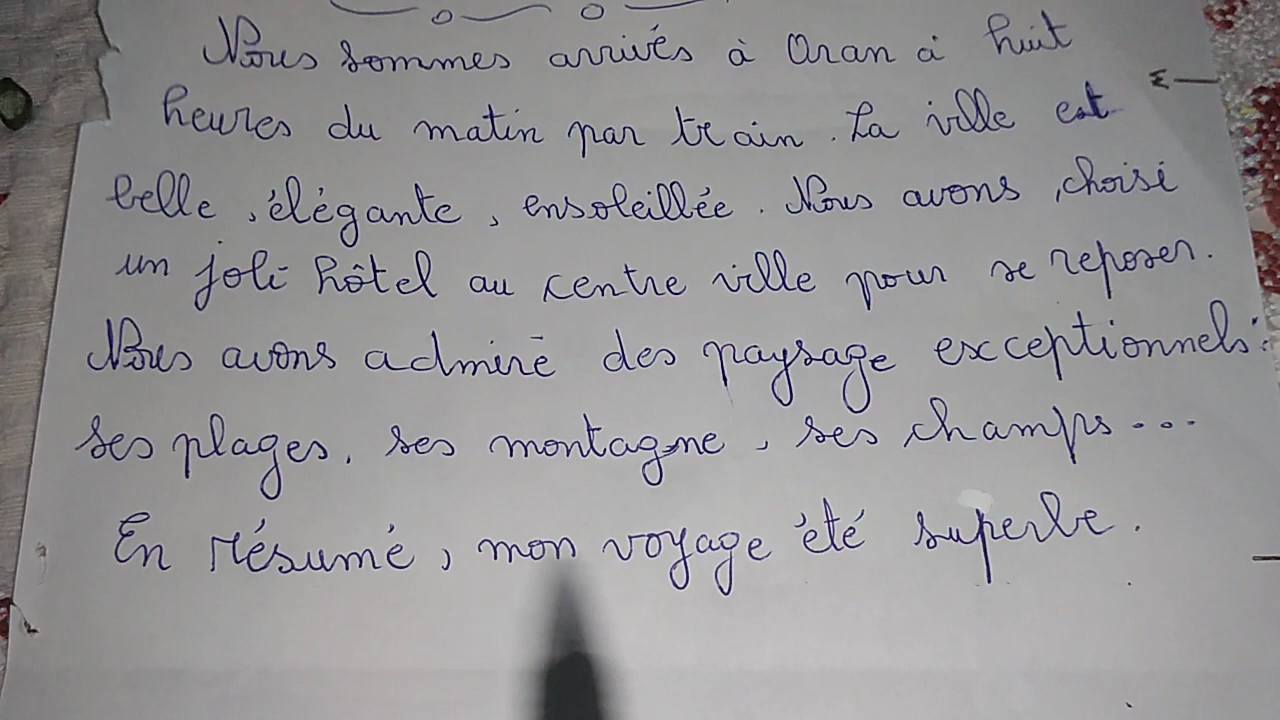 Nous sommes arrivés à Oran à huit
heures du matin par train. La ville est
belle, élégante, ensoleillée. Nous avons choisi
un joli hôtel au centre ville pour se reposer.
Nous avons admiré des paysage exceptionnels:
ses plages, ses montagne, ses champs...
En résumé, mon voyage été superbe.